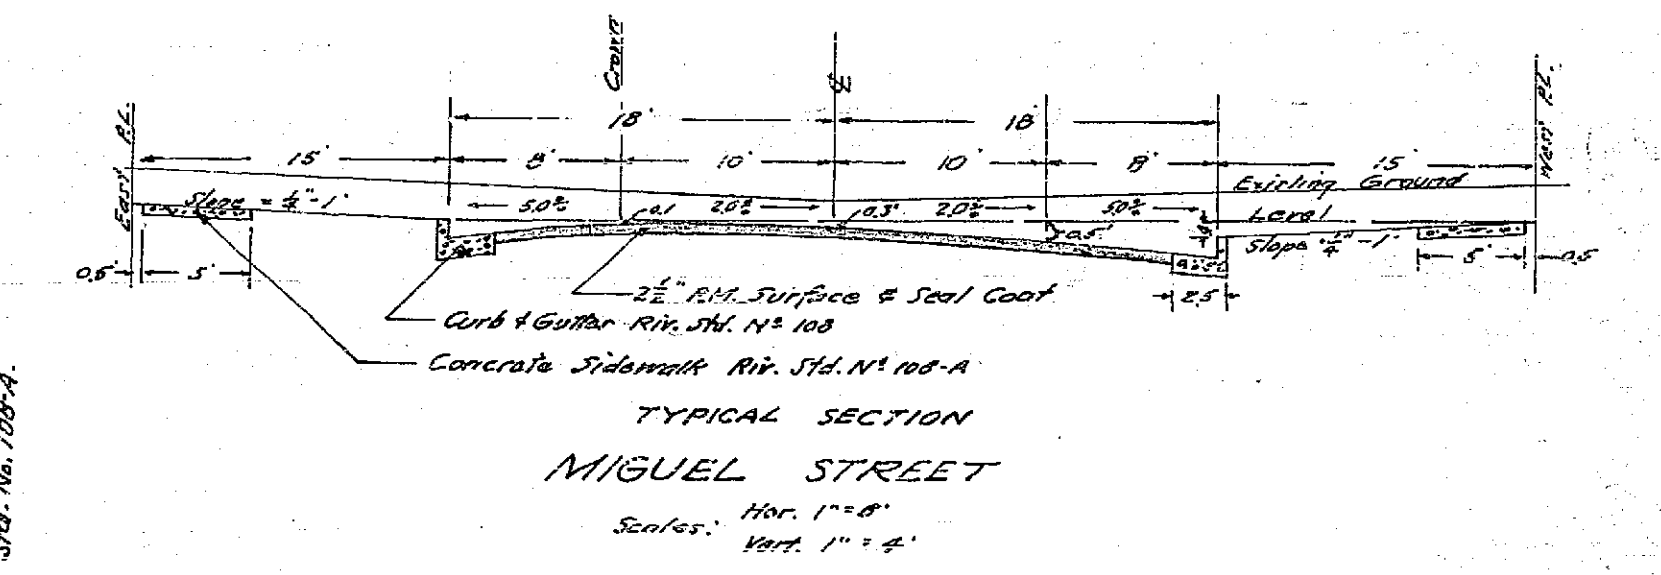 Crown
℄
East P.L.
West P.L.
18' 18'
15' 8' 10' 10' 8' 15'
Existing Ground
Slope = ¼"-1' 5.0% 0.1 2.0% 0.3' 2.0% 5.0% Level
0.5' Slope ¼"-1'
0.5' 5' 5' 0.5
2½" P.M. Surface & Seal Coat 2.5
Curb & Gutter Riv. Std. Nº 108
Concrete Sidewalk Riv. Std. Nº 108-A
TYPICAL SECTION
MIGUEL STREET
Scales: Hor. 1"=8'
Vert. 1"=4'
Std. No. 108-A.